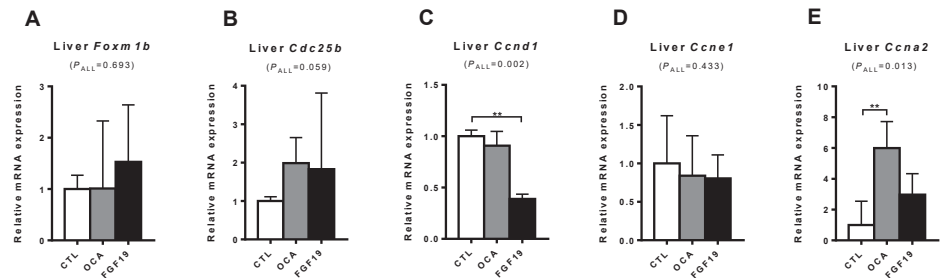 A
Liver Foxm1b
(PALL=0.693)
Relative mRNA expression
3
2
1
0
CTL
OCA
FGF19
B
Liver Cdc25b
(PALL=0.059)
Relative mRNA expression
4
3
2
1
0
CTL
OCA
FGF19
C
Liver Ccnd1
(PALL=0.002)
Relative mRNA expression
1.5
1.0
0.5
0.0
**
CTL
OCA
FGF19
D
Liver Ccne1
(PALL=0.433)
Relative mRNA expression
2.0
1.5
1.0
0.5
0.0
CTL
OCA
FGF19
E
Liver Ccna2
(PALL=0.013)
Relative mRNA expression
10
8
6
4
2
0
**
CTL
OCA
FGF19